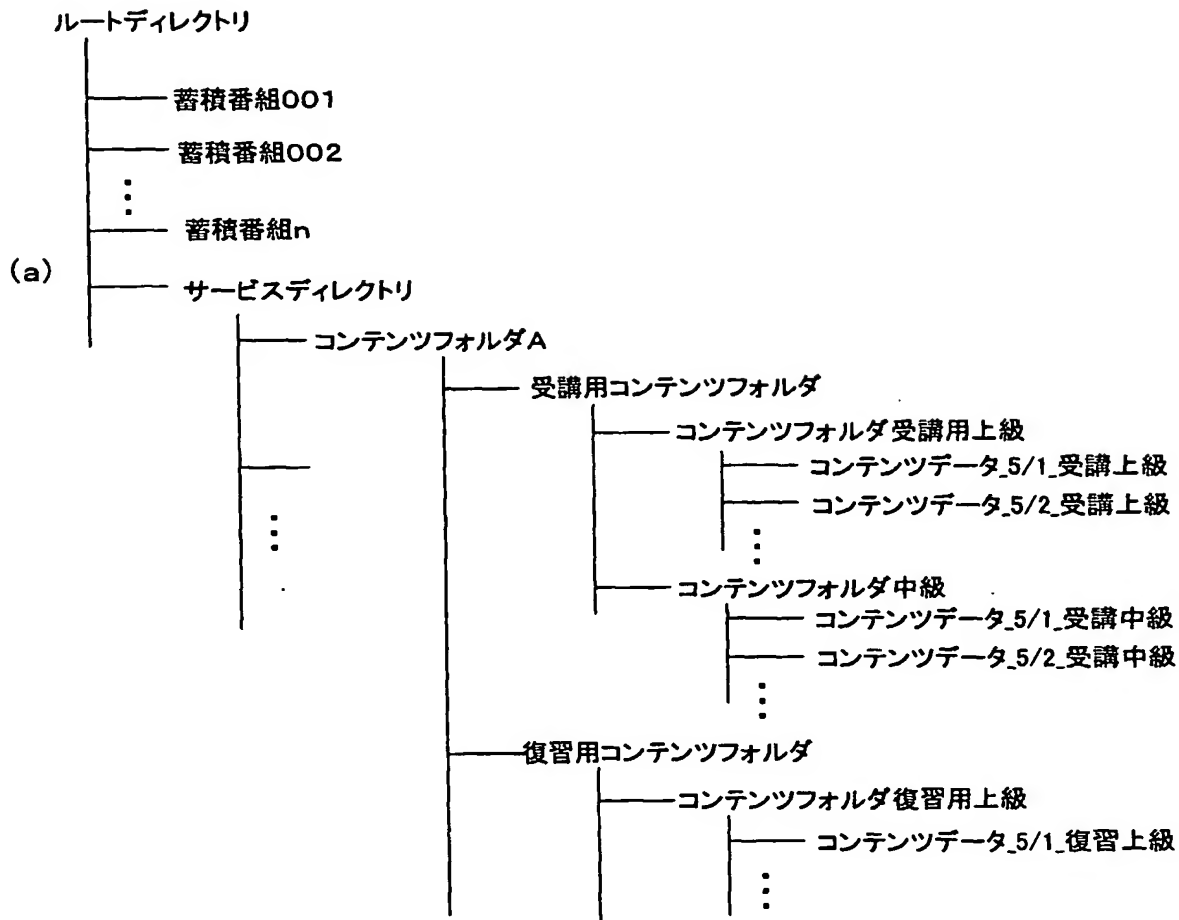 ルートディレクトリ
蓄積番組001
蓄積番組002
蓄積番組n
(a)
サービスディレクトリ
コンテンツフォルダA
受講用コンテンツフォルダ
コンテンツフォルダ受講用上級
コンテンツデータ_5/1_受講上級
コンテンツデータ_5/2_受講上級
コンテンツフォルダ中級
コンテンツデータ_5/1_受講中級
コンテンツデータ_5/2_受講中級
復習用コンテンツフォルダ
コンテンツフォルダ復習用上級
コンテンツデータ_5/1_復習上級